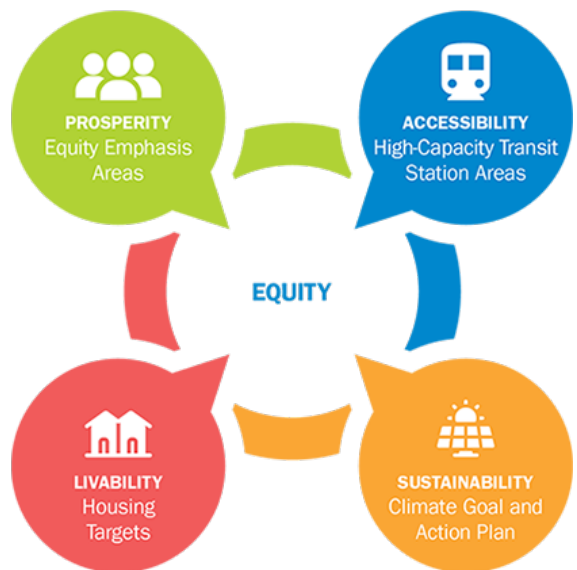 PROSPERITY
Equity Emphasis
Areas
ACCESSIBILITY
High-Capacity Transit
Station Areas
EQUITY
LIVABILITY
Housing
Targets
SUSTAINABILITY
Climate Goal and
Action Plan